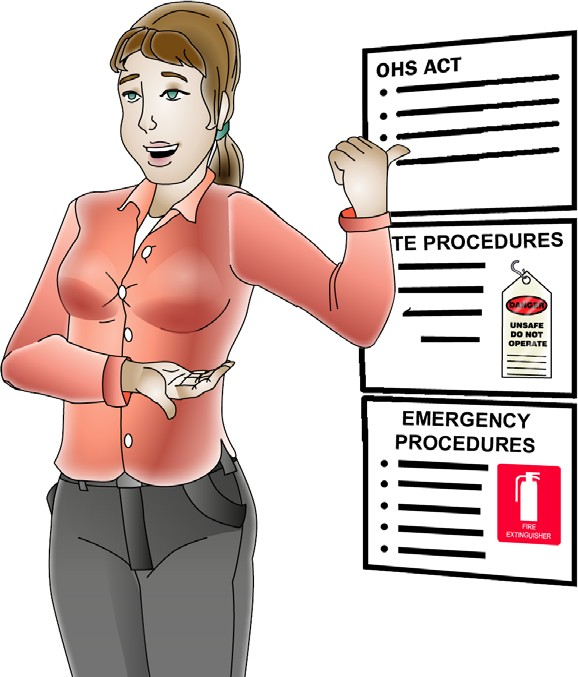 OHS ACT
TE PROCEDURES
DANGER
UNSAFE
DO NOT
OPERATE
EMERGENCY
PROCEDURES
FIRE
EXTINGUISHER